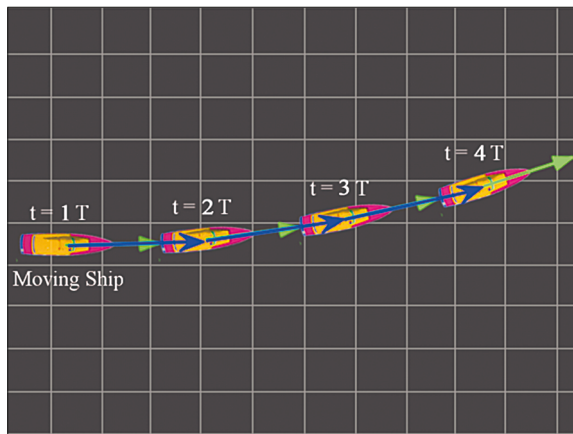 t = 1 T
t = 2 T
t = 3 T
t = 4 T
Moving Ship